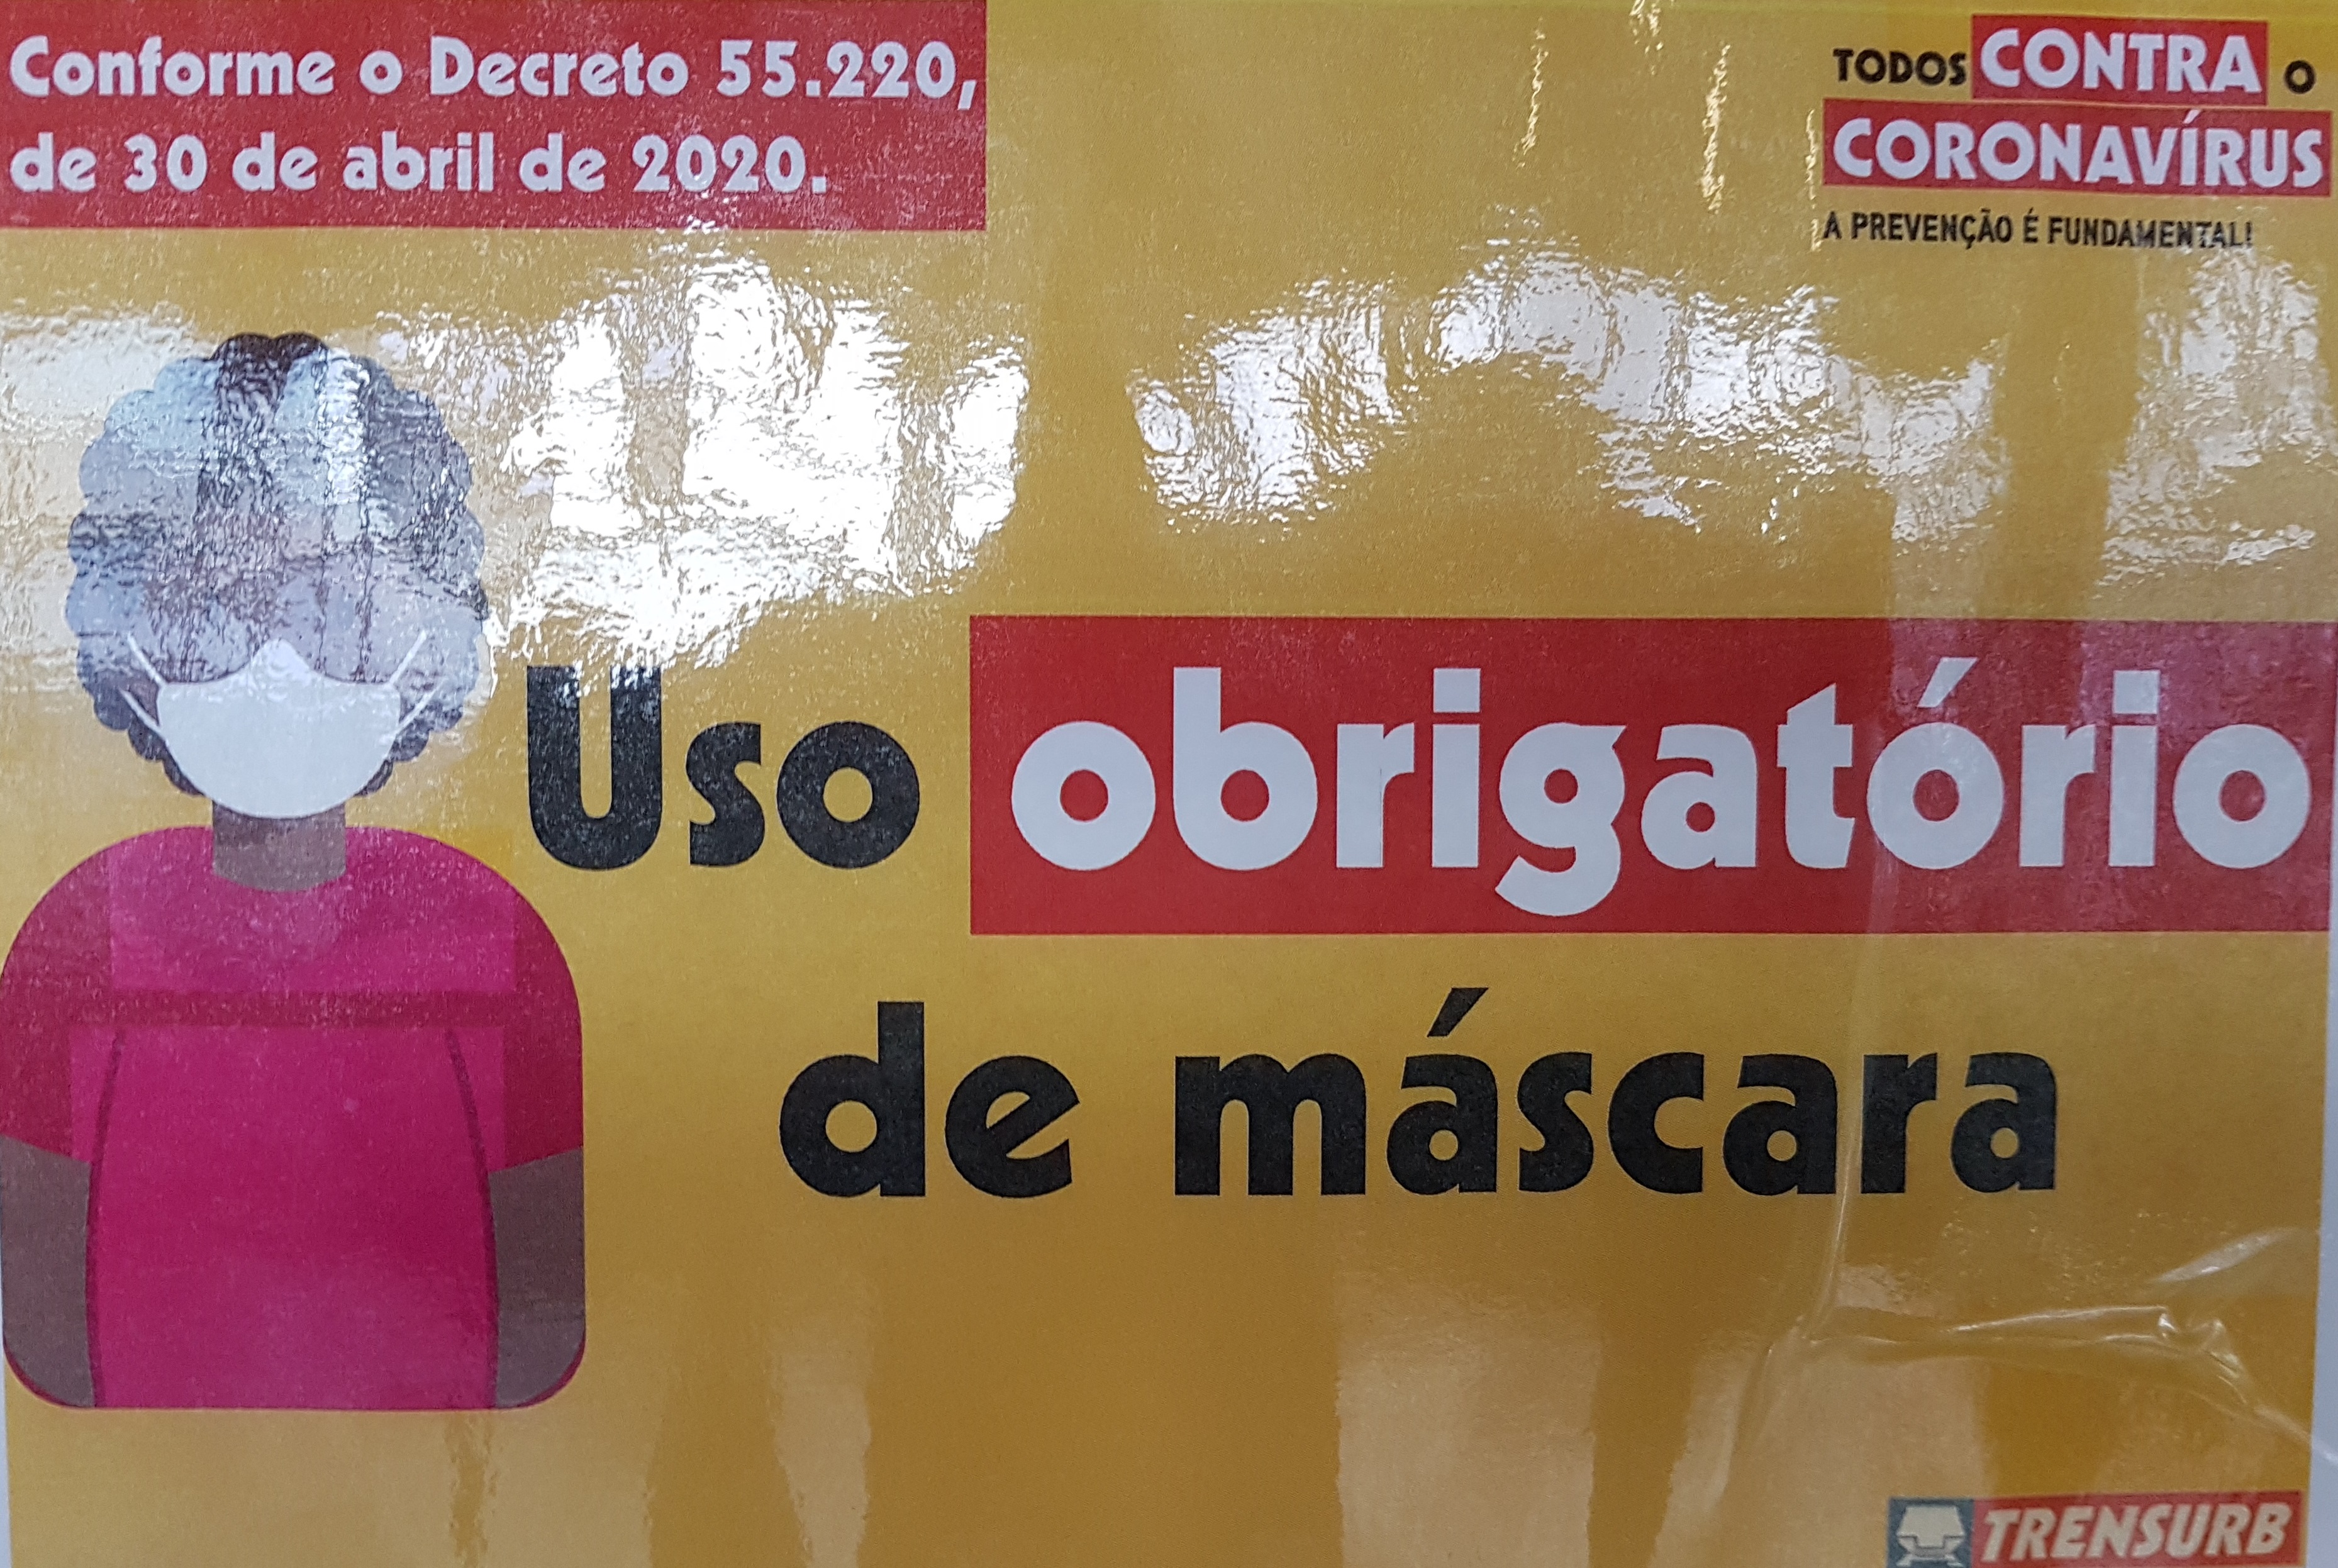 Conforme o Decreto 55.220,
de 30 de abril de 2020.
TODOS CONTRA O
CORONAVÍRUS
A PREVENÇÃO É FUNDAMENTAL!
Uso obrigatório
de máscara
TRENSURB